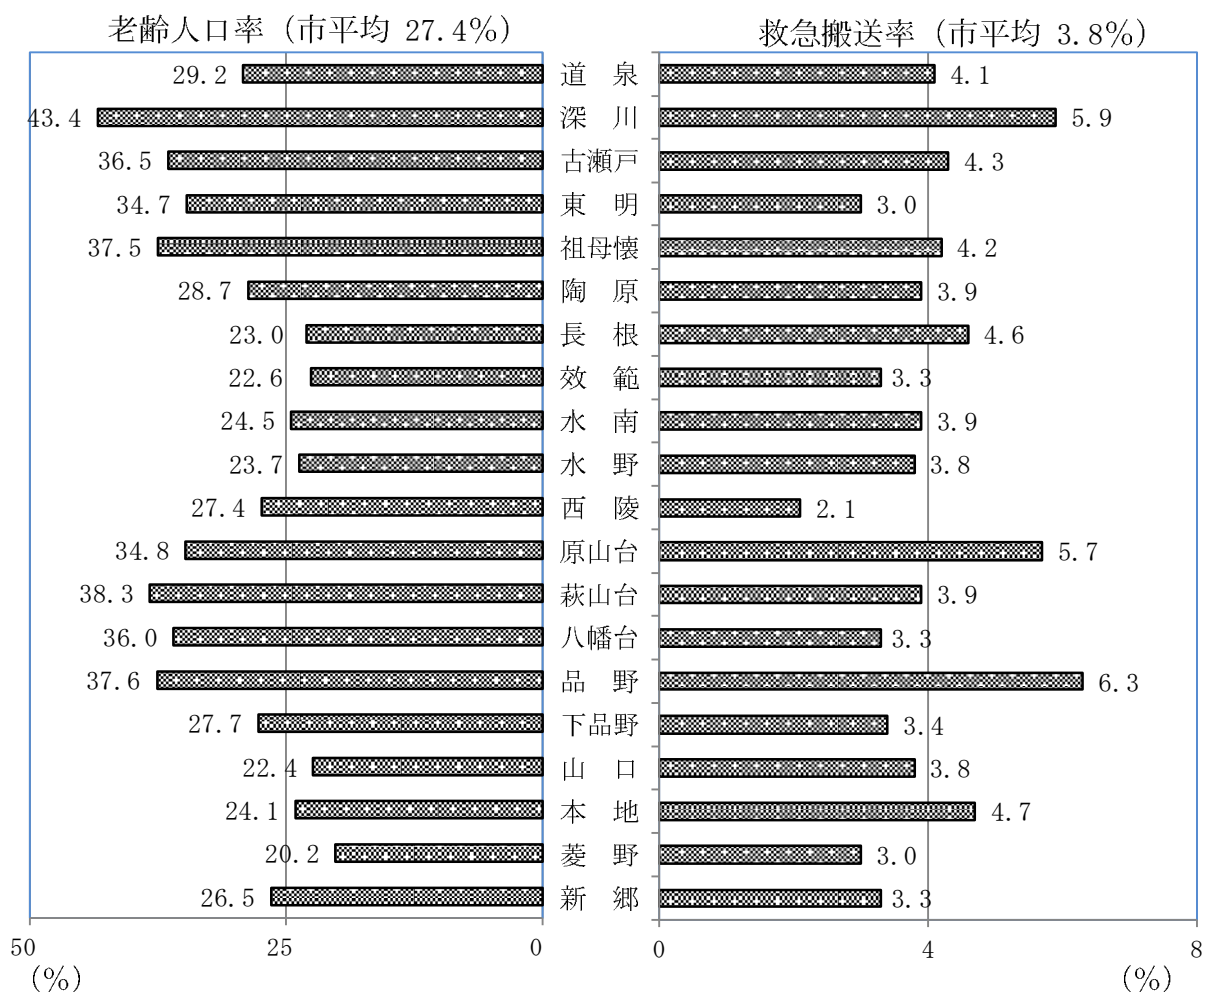 老齢人口率（市平均 27.4%） 救急搬送率（市平均 3.8%）
29.2 道 泉 4.1
43.4 深 川 5.9
36.5 古瀬戸 4.3
34.7 東 明 3.0
37.5 祖母懐 4.2
28.7 陶 原 3.9
23.0 長 根 4.6
22.6 效 範 3.3
24.5 水 南 3.9
23.7 水 野 3.8
27.4 西 陵 2.1
34.8 原山台 5.7
38.3 萩山台 3.9
36.0 八幡台 3.3
37.6 品 野 6.3
27.7 下品野 3.4
22.4 山 口 3.8
24.1 本 地 4.7
20.2 菱 野 3.0
26.5 新 郷 3.3
50 25 0 0 4 8
(%) (%)